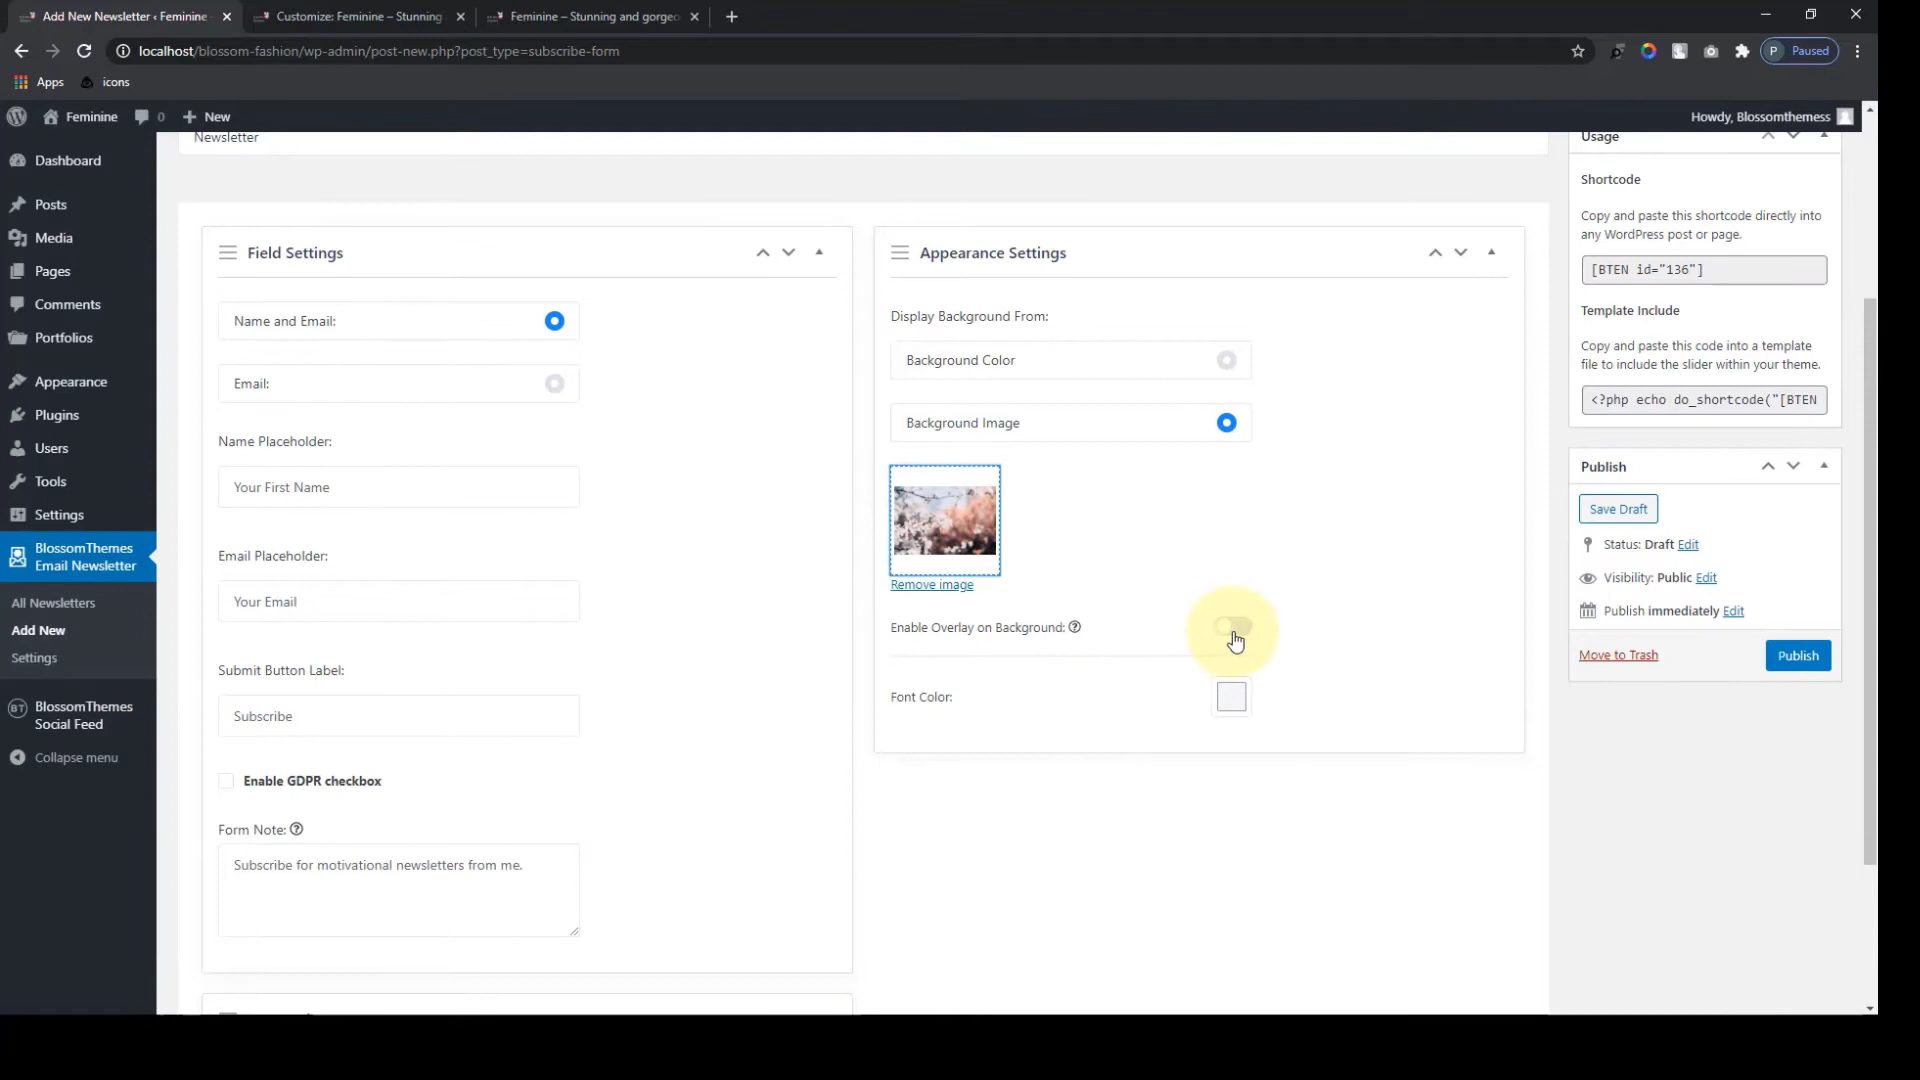 Add New Newsletter ‹ Feminine
Customize: Feminine – Stunning
Feminine – Stunning and gorgeo
localhost/blossom-fashion/wp-admin/post-new.php?post_type=subscribe-form
P Paused
Apps
icons
Feminine
0
New
Howdy, Blossomthemess
Dashboard
Posts
Media
Pages
Comments
Portfolios
Appearance
Plugins
Users
Tools
Settings
BlossomThemes
Email Newsletter
All Newsletters
Add New
Settings
BT
BlossomThemes
Social Feed
Collapse menu
Newsletter
Field Settings
Name and Email:
Email:
Name Placeholder:
Your First Name
Email Placeholder:
Your Email
Submit Button Label:
Subscribe
Enable GDPR checkbox
Form Note:
Subscribe for motivational newsletters from me.
Appearance Settings
Display Background From:
Background Color
Background Image
Remove image
Enable Overlay on Background:
Font Color:
Usage
Shortcode
Copy and paste this shortcode directly into
any WordPress post or page.
[BTEN id="136"]
Template Include
Copy and paste this code into a template
file to include the slider within your theme.
<?php echo do_shortcode("[BTEN
Publish
Save Draft
Status: Draft Edit
Visibility: Public Edit
Publish immediately Edit
Move to Trash
Publish